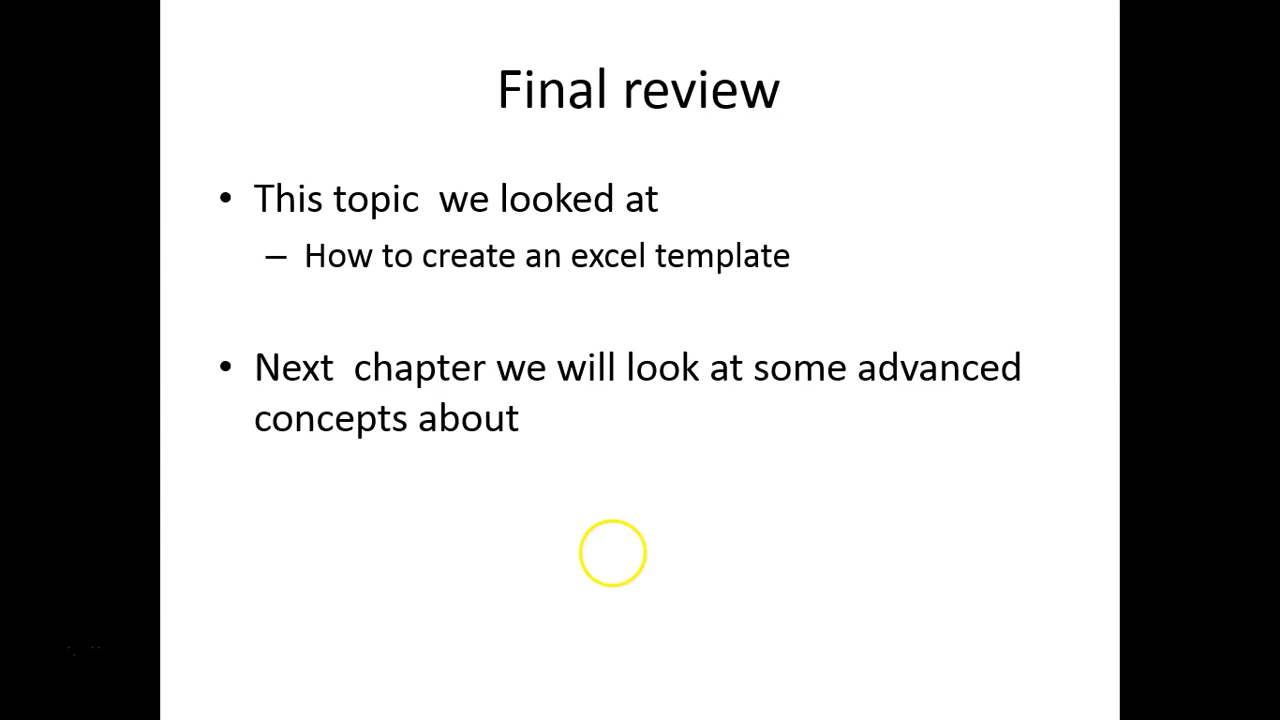 Final review
• This topic  we looked at
– How to create an excel template
• Next  chapter we will look at some advanced
concepts about